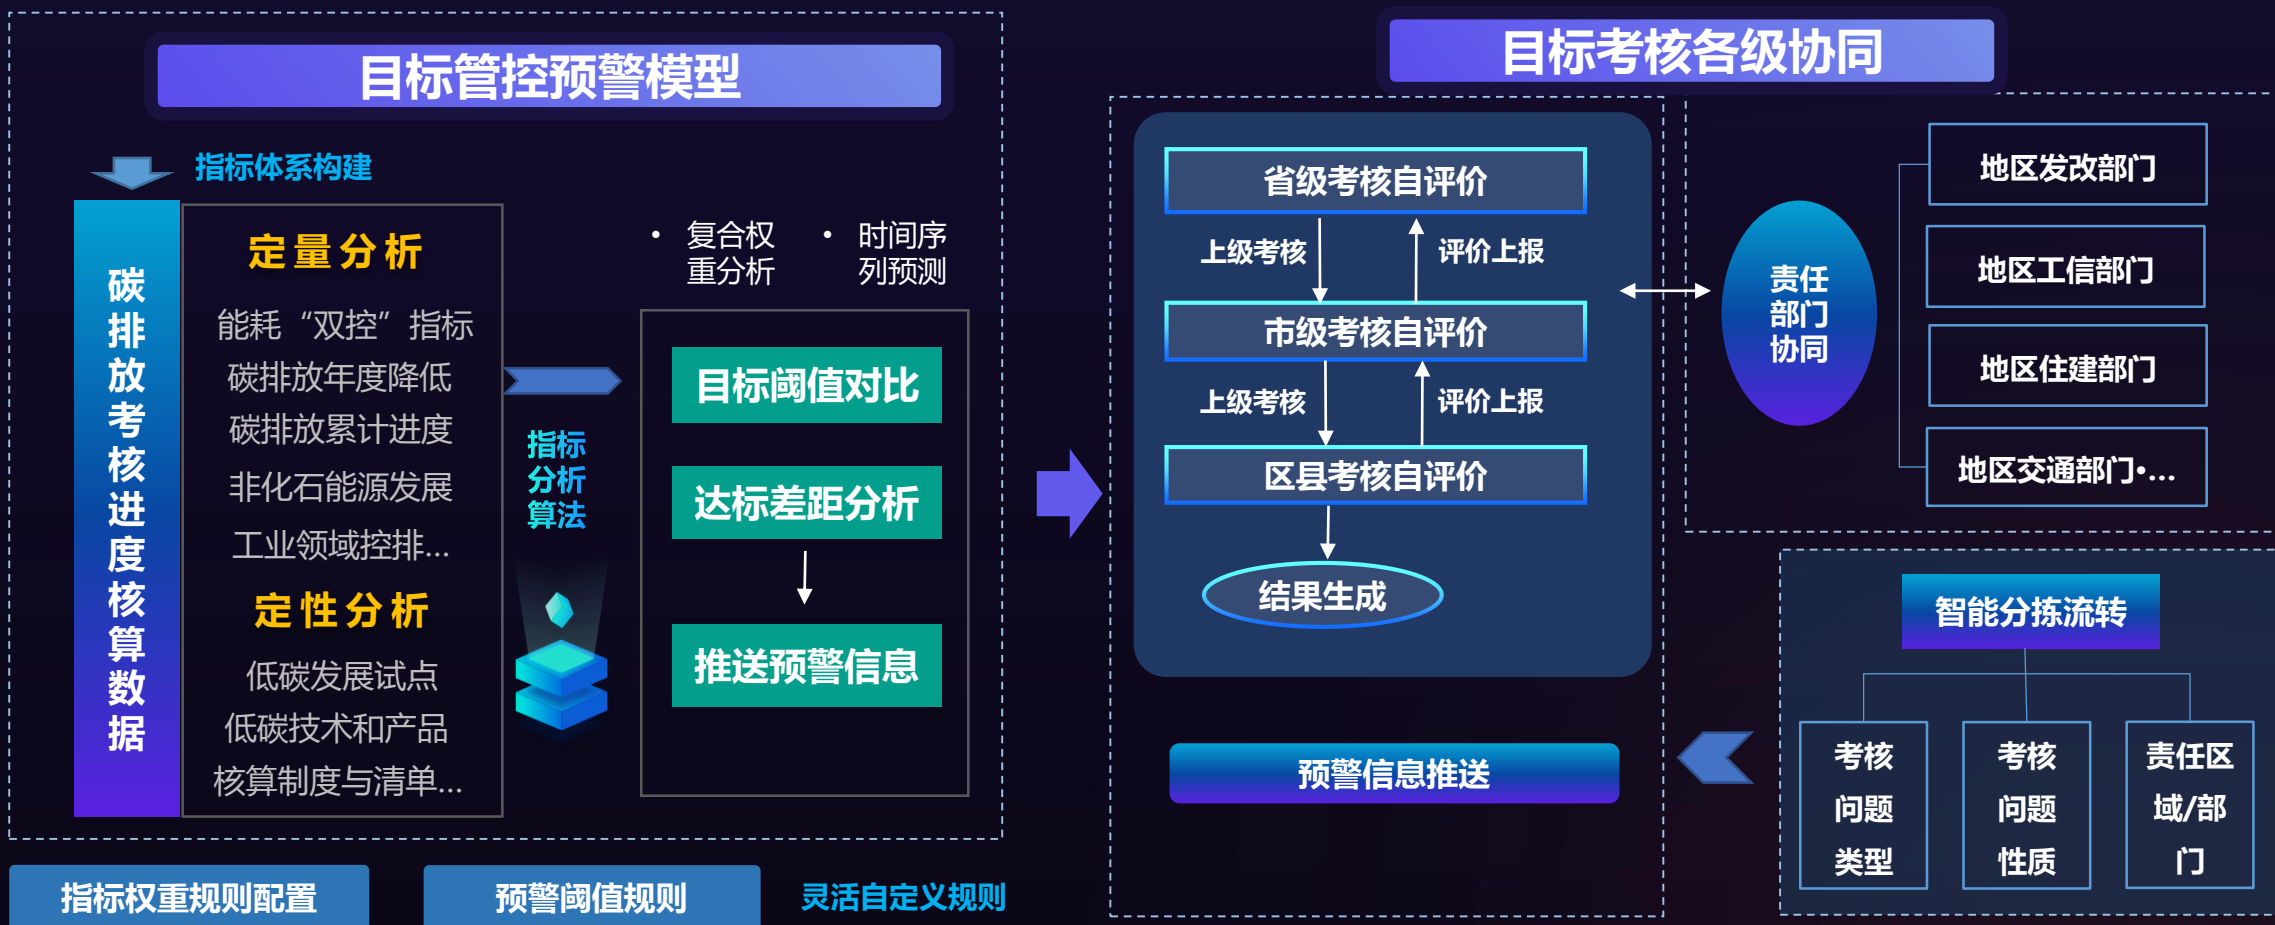 目标管控预警模型
指标体系构建
碳排放考核进度核算数据
定量分析
能耗“双控”指标
碳排放年度降低
碳排放累计进度
非化石能源发展
工业领域控排...
定性分析
低碳发展试点
低碳技术和产品
核算制度与清单...
指标
分析
算法
• 复合权
重分析
• 时间序
列预测
目标阈值对比
达标差距分析
推送预警信息
指标权重规则配置
预警阈值规则
灵活自定义规则
目标考核各级协同
省级考核自评价
上级考核
评价上报
市级考核自评价
上级考核
评价上报
区县考核自评价
结果生成
预警信息推送
责任
部门
协同
地区发改部门
地区工信部门
地区住建部门
地区交通部门•...
智能分拣流转
考核
问题
类型
考核
问题
性质
责任区
域/部
门